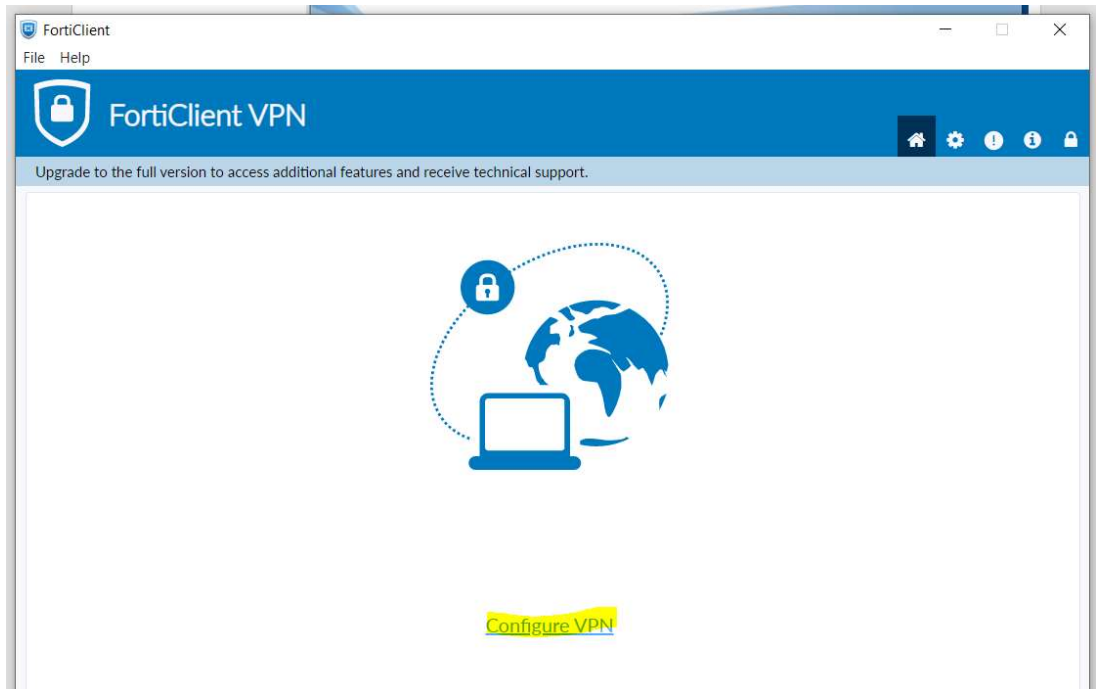 FortiClient
File Help
FortiClient VPN
Upgrade to the full version to access additional features and receive technical support.
Configure VPN